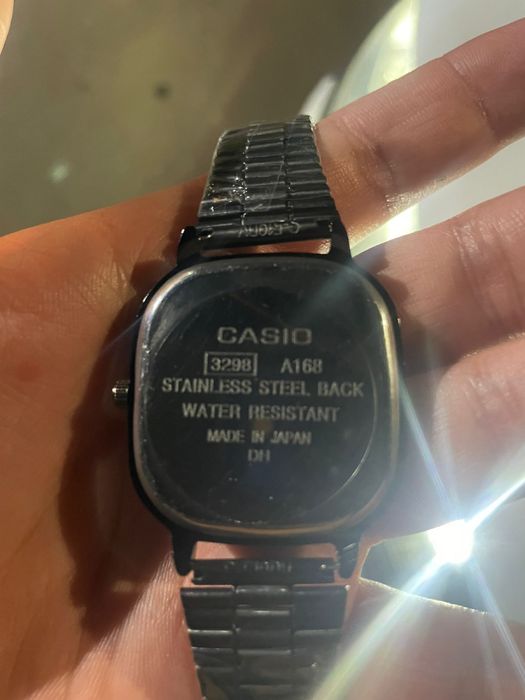 CASIO
3298 A168
STAINLESS STEEL BACK
WATER RESISTANT
MADE IN JAPAN
DH